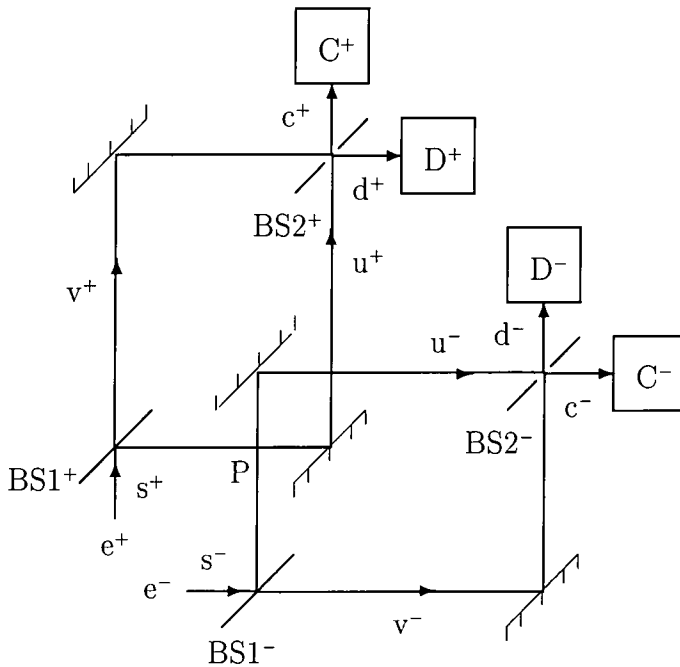 C⁺
c⁺
D⁺
d⁺
BS2⁺
v⁺
u⁺
D⁻
u⁻
d⁻
C⁻
c⁻
BS2⁻
BS1⁺
s⁺
P
e⁺
s⁻
e⁻
v⁻
BS1⁻